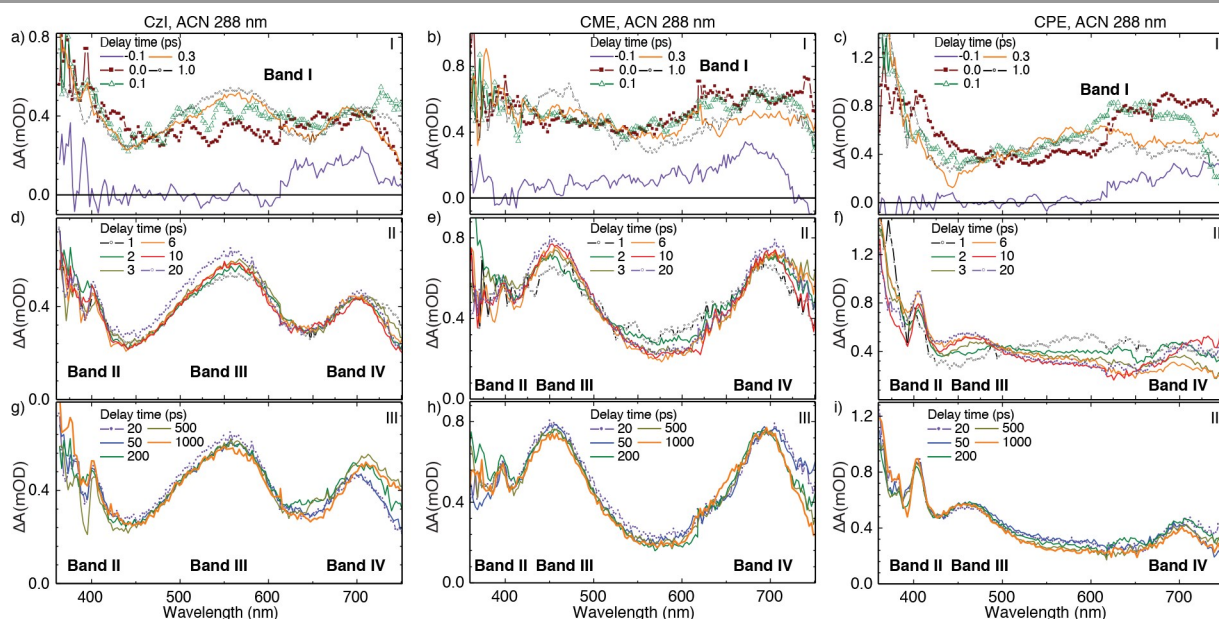 CzI, ACN 288 nm
CME, ACN 288 nm
CPE, ACN 288 nm
a)
I
Delay time (ps)
-0.1
0.3
0.0
1.0
0.1
Band I
0.8
0.4
0.0
ΔA(mOD)
b)
I
Delay time (ps)
-0.1
0.3
0.0
1.0
0.1
Band I
0.8
0.4
0.0
ΔA(mOD)
c)
I
Delay time (ps)
-0.1
0.3
0.0
1.0
0.1
Band I
1.2
0.8
0.4
0.0
ΔA(mOD)
d)
II
Delay time (ps)
1
6
2
10
3
20
Band II
Band III
Band IV
0.4
0.0
ΔA(mOD)
e)
II
Delay time (ps)
1
6
2
10
3
20
Band II
Band III
Band IV
0.8
0.4
0.0
ΔA(mOD)
f)
Delay time (ps)
1
6
2
10
3
20
Band II
Band III
Band IV
1.2
0.8
0.4
ΔA(mOD)
g)
III
Delay time (ps)
20
500
50
1000
200
Band II
Band III
Band IV
0.4
0.0
ΔA(mOD)
400
500
600
700
Wavelength (nm)
h)
III
Delay time (ps)
20
500
50
1000
200
Band II
Band III
Band IV
0.8
0.4
0.0
ΔA(mOD)
400
500
600
700
Wavelength (nm)
i)
Delay time (ps)
20
500
50
1000
200
Band II
Band III
Band IV
1.2
0.8
0.4
0.0
ΔA(mOD)
400
500
600
700
Wavelength (nm)